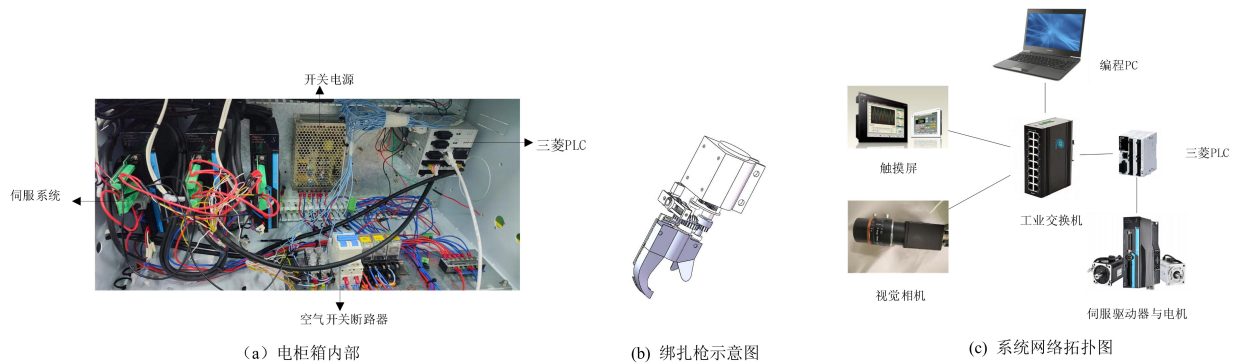 开关电源
三菱PLC
伺服系统
空气开关断路器
（a）电柜箱内部
(b) 绑扎枪示意图
编程PC
触摸屏
三菱PLC
工业交换机
视觉相机
伺服驱动器与电机
(c) 系统网络拓扑图